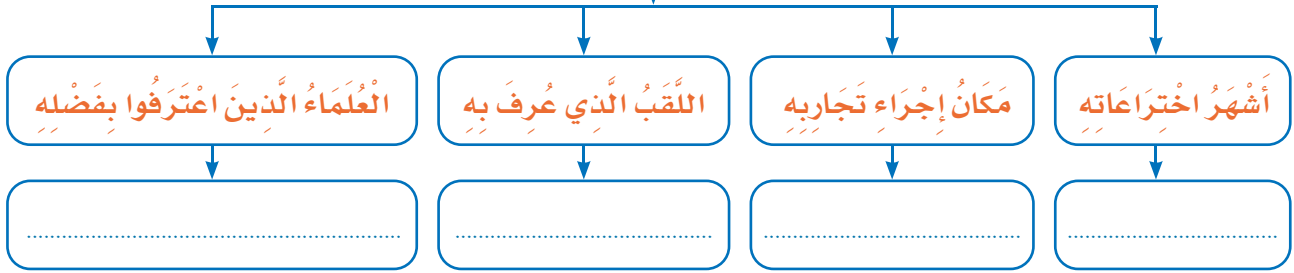 أَشْهَرُ اخْتِرَاعَاتِهِ
مَكَانُ إِجْرَاءِ تَجَارِبِهِ
اللَّقَبُ الَّذِي عُرِفَ بِهِ
الْعُلَمَاءُ الَّذِينَ اعْتَرَفُوا بِفَضْلِهِ